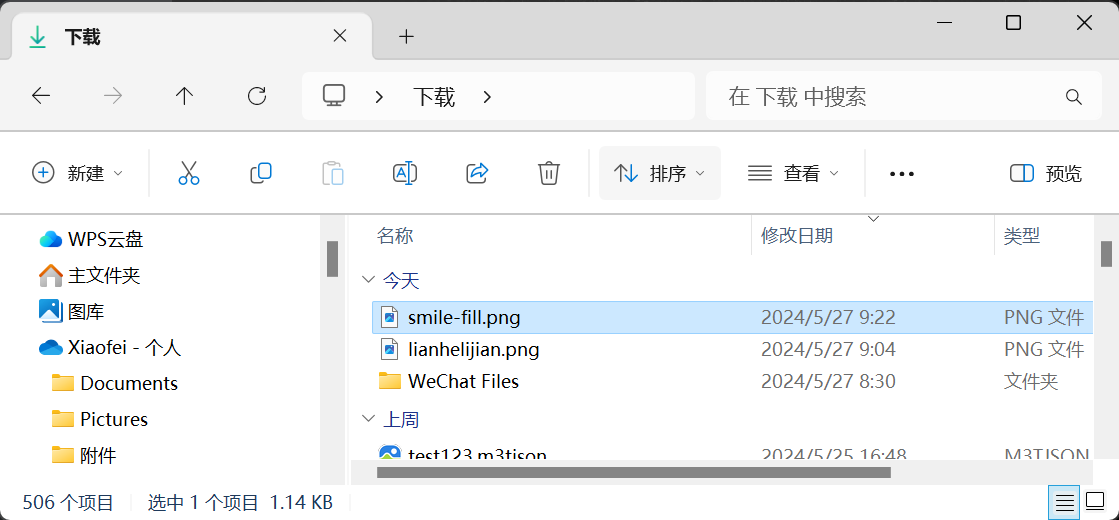 下载
下载
在 下载 中搜索
新建
排序
查看
预览
WPS云盘
主文件夹
图库
Xiaofei - 个人
Documents
Pictures
附件
名称 修改日期 类型
今天
smile-fill.png 2024/5/27 9:22 PNG 文件
lianhelijian.png 2024/5/27 9:04 PNG 文件
WeChat Files 2024/5/27 8:30 文件夹
上周
test123.m3tjson 2024/5/25 16:48 M3TJSON
506 个项目 选中 1 个项目 1.14 KB